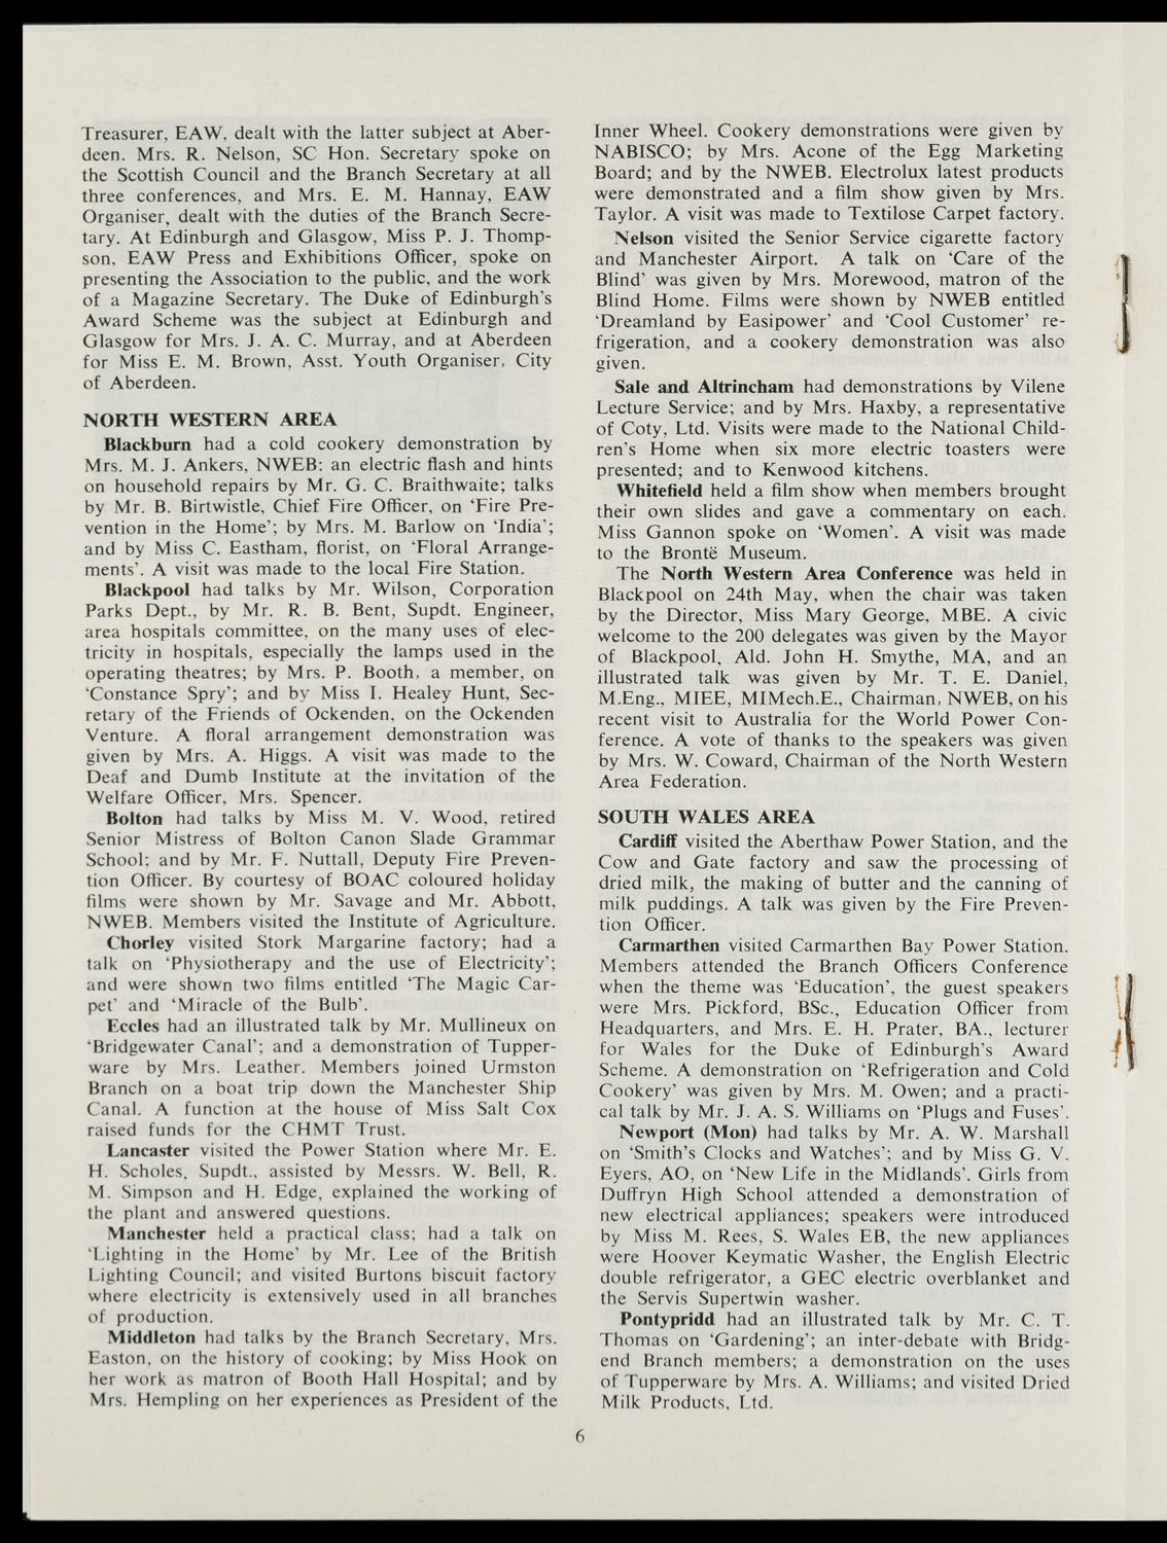 Treasurer, EAW, dealt with the latter subject at Aber-
deen. Mrs. R. Nelson, SC Hon. Secretary spoke on
the Scottish Council and the Branch Secretary at all
three conferences, and Mrs. E. M. Hannay, EAW
Organiser, dealt with the duties of the Branch Secre-
tary. At Edinburgh and Glasgow, Miss P. J. Thomp-
son, EAW Press and Exhibitions Officer, spoke on
presenting the Association to the public, and the work
of a Magazine Secretary. The Duke of Edinburgh's
Award Scheme was the subject at Edinburgh and
Glasgow for Mrs. J. A. C. Murray, and at Aberdeen
for Miss E. M. Brown, Asst. Youth Organiser, City
of Aberdeen.
NORTH WESTERN AREA
Blackburn had a cold cookery demonstration by
Mrs. M. J. Ankers, NWEB: an electric flash and hints
on household repairs by Mr. G. C. Braithwaite; talks
by Mr. B. Birtwistle, Chief Fire Officer, on 'Fire Pre-
vention in the Home'; by Mrs. M. Barlow on 'India';
and by Miss C. Eastham, florist, on 'Floral Arrange-
ments'. A visit was made to the local Fire Station.
Blackpool had talks by Mr. Wilson, Corporation
Parks Dept., by Mr. R. B. Bent, Supdt. Engineer,
area hospitals committee, on the many uses of elec-
tricity in hospitals, especially the lamps used in the
operating theatres; by Mrs. P. Booth, a member, on
'Constance Spry'; and by Miss I. Healey Hunt, Sec-
retary of the Friends of Ockenden, on the Ockenden
Venture. A floral arrangement demonstration was
given by Mrs. A. Higgs. A visit was made to the
Deaf and Dumb Institute at the invitation of the
Welfare Officer, Mrs. Spencer.
Bolton had talks by Miss M. V. Wood, retired
Senior Mistress of Bolton Canon Slade Grammar
School; and by Mr. F. Nuttall, Deputy Fire Preven-
tion Officer. By courtesy of BOAC coloured holiday
films were shown by Mr. Savage and Mr. Abbott,
NWEB. Members visited the Institute of Agriculture.
Chorley visited Stork Margarine factory; had a
talk on 'Physiotherapy and the use of Electricity';
and were shown two films entitled 'The Magic Car-
pet' and 'Miracle of the Bulb'.
Eccles had an illustrated talk by Mr. Mullineux on
'Bridgewater Canal'; and a demonstration of Tupper-
ware by Mrs. Leather. Members joined Urmston
Branch on a boat trip down the Manchester Ship
Canal. A function at the house of Miss Salt Cox
raised funds for the CHMT Trust.
Lancaster visited the Power Station where Mr. E.
H. Scholes, Supdt., assisted by Messrs. W. Bell, R.
M. Simpson and H. Edge, explained the working of
the plant and answered questions.
Manchester held a practical class; had a talk on
'Lighting in the Home' by Mr. Lee of the British
Lighting Council; and visited Burtons biscuit factory
where electricity is extensively used in all branches
of production.
Middleton had talks by the Branch Secretary, Mrs.
Easton, on the history of cooking; by Miss Hook on
her work as matron of Booth Hall Hospital; and by
Mrs. Hempling on her experiences as President of the
Inner Wheel. Cookery demonstrations were given by
NABISCO; by Mrs. Acone of the Egg Marketing
Board; and by the NWEB. Electrolux latest products
were demonstrated and a film show given by Mrs.
Taylor. A visit was made to Textilose Carpet factory.
Nelson visited the Senior Service cigarette factory
and Manchester Airport. A talk on 'Care of the
Blind' was given by Mrs. Morewood, matron of the
Blind Home. Films were shown by NWEB entitled
'Dreamland by Easipower' and 'Cool Customer' re-
frigeration, and a cookery demonstration was also
given.
Sale and Altrincham had demonstrations by Vilene
Lecture Service; and by Mrs. Haxby, a representative
of Coty, Ltd. Visits were made to the National Child-
ren's Home when six more electric toasters were
presented; and to Kenwood kitchens.
Whitefield held a film show when members brought
their own slides and gave a commentary on each.
Miss Gannon spoke on 'Women'. A visit was made
to the Brontë Museum.
The North Western Area Conference was held in
Blackpool on 24th May, when the chair was taken
by the Director, Miss Mary George, MBE. A civic
welcome to the 200 delegates was given by the Mayor
of Blackpool, Ald. John H. Smythe, MA, and an
illustrated talk was given by Mr. T. E. Daniel,
M.Eng., MIEE, MIMech.E., Chairman, NWEB, on his
recent visit to Australia for the World Power Con-
ference. A vote of thanks to the speakers was given
by Mrs. W. Coward, Chairman of the North Western
Area Federation.
SOUTH WALES AREA
Cardiff visited the Aberthaw Power Station, and the
Cow and Gate factory and saw the processing of
dried milk, the making of butter and the canning of
milk puddings. A talk was given by the Fire Preven-
tion Officer.
Carmarthen visited Carmarthen Bay Power Station.
Members attended the Branch Officers Conference
when the theme was 'Education', the guest speakers
were Mrs. Pickford, BSc., Education Officer from
Headquarters, and Mrs. E. H. Prater, BA., lecturer
for Wales for the Duke of Edinburgh's Award
Scheme. A demonstration on 'Refrigeration and Cold
Cookery' was given by Mrs. M. Owen; and a practi-
cal talk by Mr. J. A. S. Williams on 'Plugs and Fuses'.
Newport (Mon) had talks by Mr. A. W. Marshall
on 'Smith's Clocks and Watches'; and by Miss G. V.
Eyers, AO, on 'New Life in the Midlands'. Girls from
Duffryn High School attended a demonstration of
new electrical appliances; speakers were introduced
by Miss M. Rees, S. Wales EB, the new appliances
were Hoover Keymatic Washer, the English Electric
double refrigerator, a GEC electric overblanket and
the Servis Supertwin washer.
Pontypridd had an illustrated talk by Mr. C. T.
Thomas on 'Gardening'; an inter-debate with Bridg-
end Branch members; a demonstration on the uses
of Tupperware by Mrs. A. Williams; and visited Dried
Milk Products, Ltd.
6